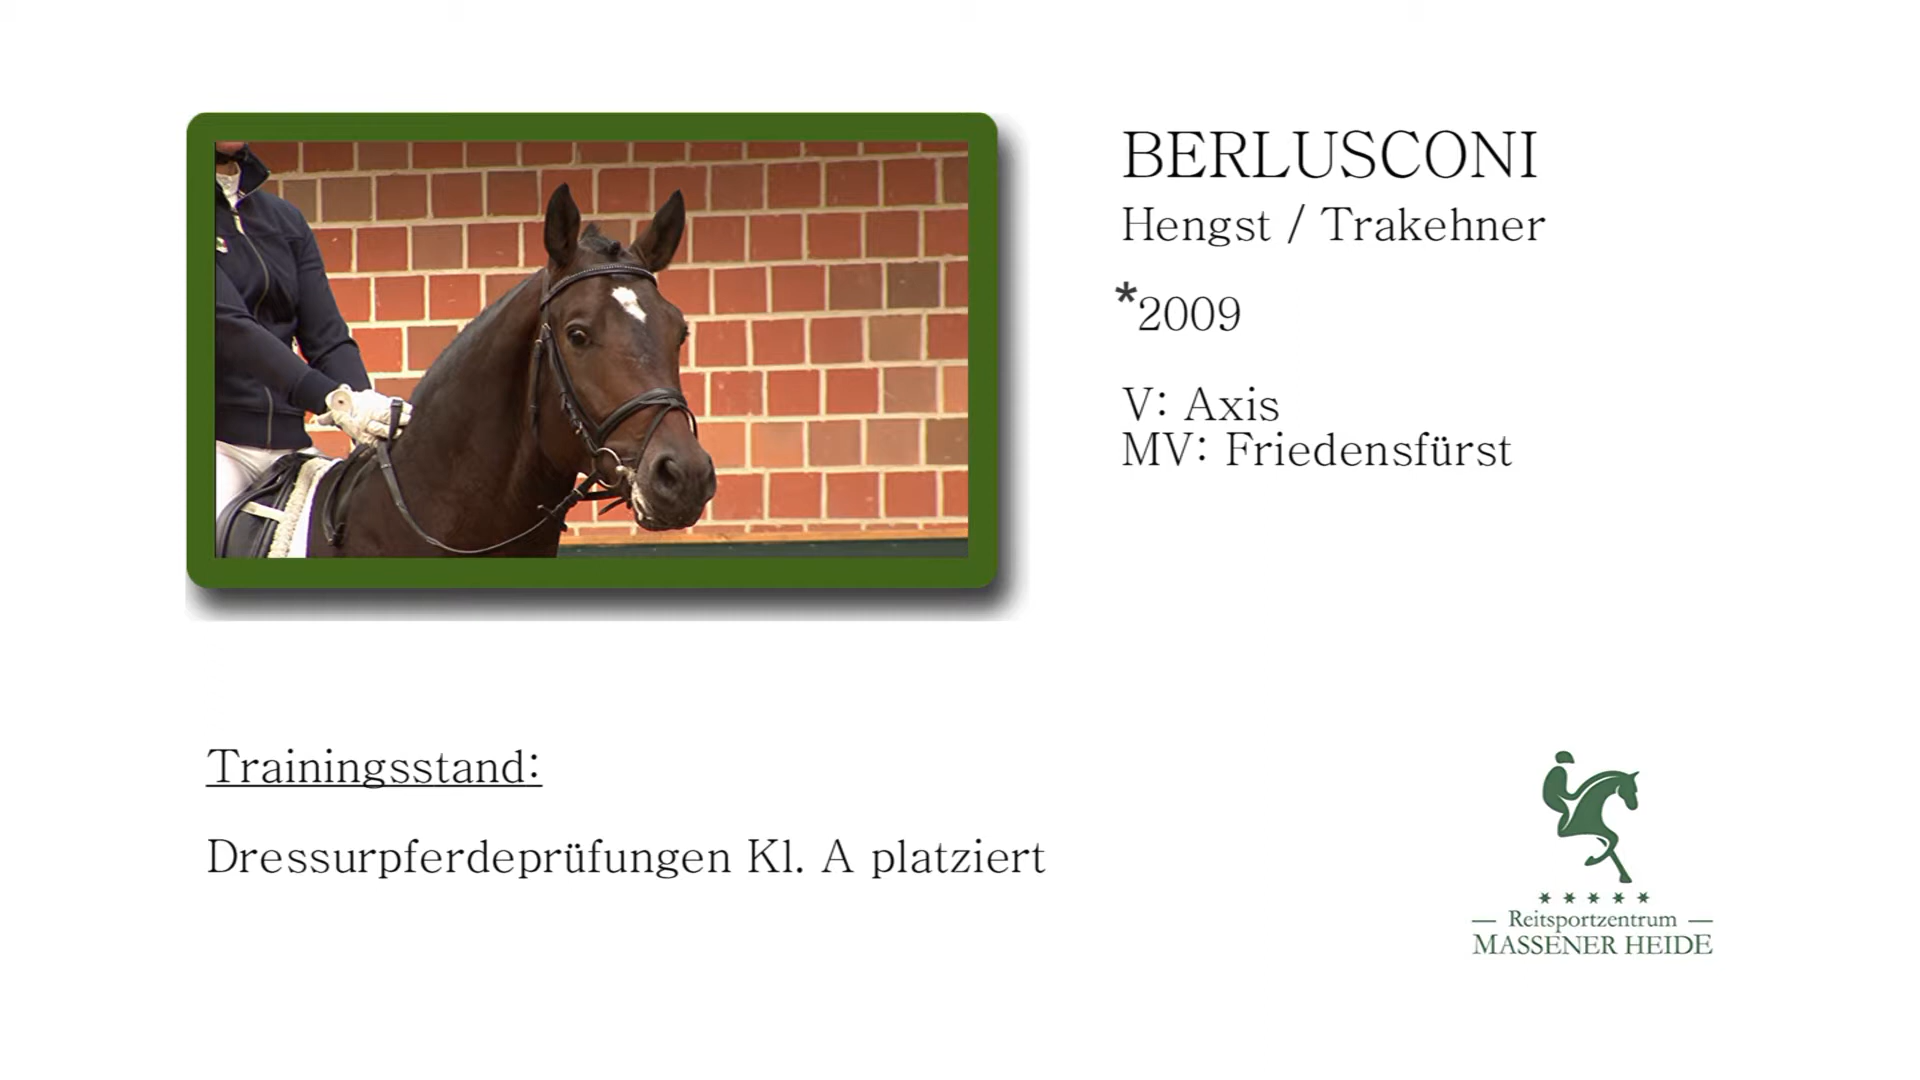 BERLUSCONI
Hengst / Trakehner
*2009
V: Axis
MV: Friedensfürst
Trainingsstand:
Dressurpferdeprüfungen Kl. A platziert
Reitsportzentrum
MASSENER HEIDE